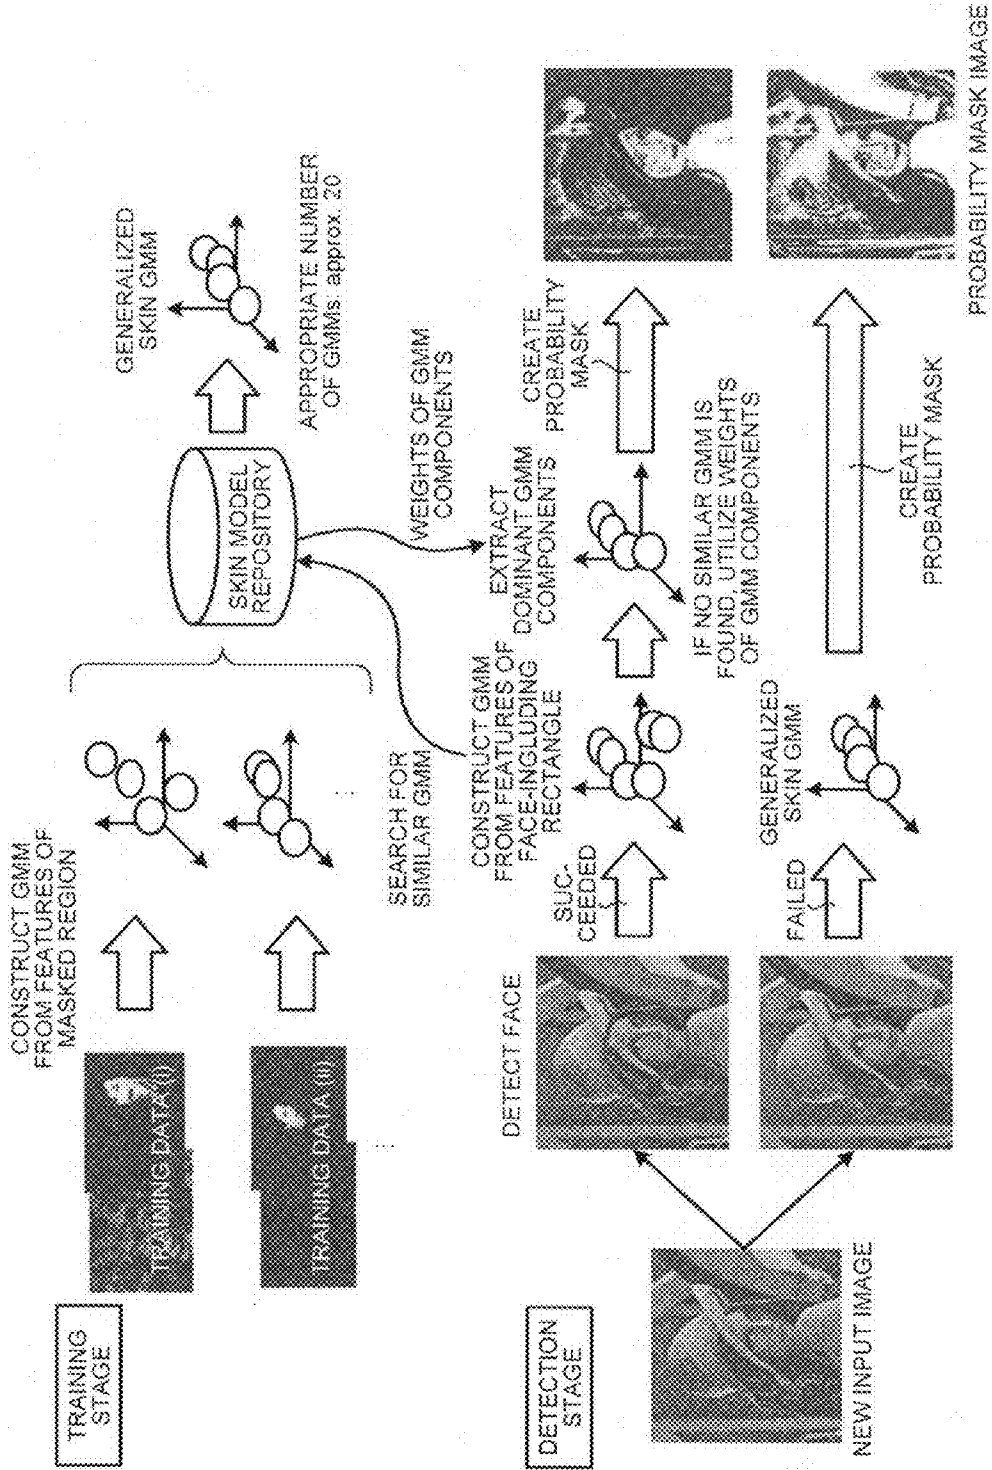 TRAINING
STAGE
TRAINING DATA (i)
TRAINING DATA (ii)
CONSTRUCT GMM
FROM FEATURES OF
MASKED REGION
SKIN MODEL
REPOSITORY
GENERALIZED
SKIN GMM
APPROPRIATE NUMBER
OF GMMs: approx. 20
SEARCH FOR
SIMILAR GMM
WEIGHTS OF GMM
COMPONENTS
DETECTION
STAGE
NEW INPUT IMAGE
DETECT FACE
SUC-
CEEDED
CONSTRUCT GMM
FROM FEATURES OF
FACE-INGLUDING
RECTANGLE
EXTRACT
DOMINANT GMM
COMPONENTS
IF NO SIMILAR GMM IS
FOUND, UTILIZE WEIGHTS
OF GMM COMPONENTS
CREATE
PROBABILITY
MASK
FAILED
GENERALIZED
SKIN GMM
CREATE
PROBABILITY MASK
PROBABILITY MASK IMAGE